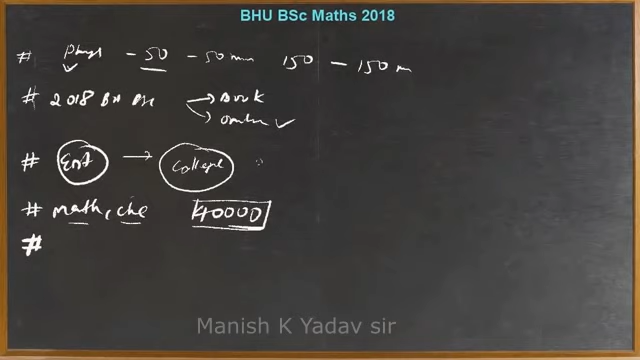 BHU BSc Maths 2018
# Phys - 50 - 50 min 150 - 150 m
# 2018 BH BSc → Book
→ Online ✓
# Ent → College
# math, che 40000
#
Manish K Yadav sir